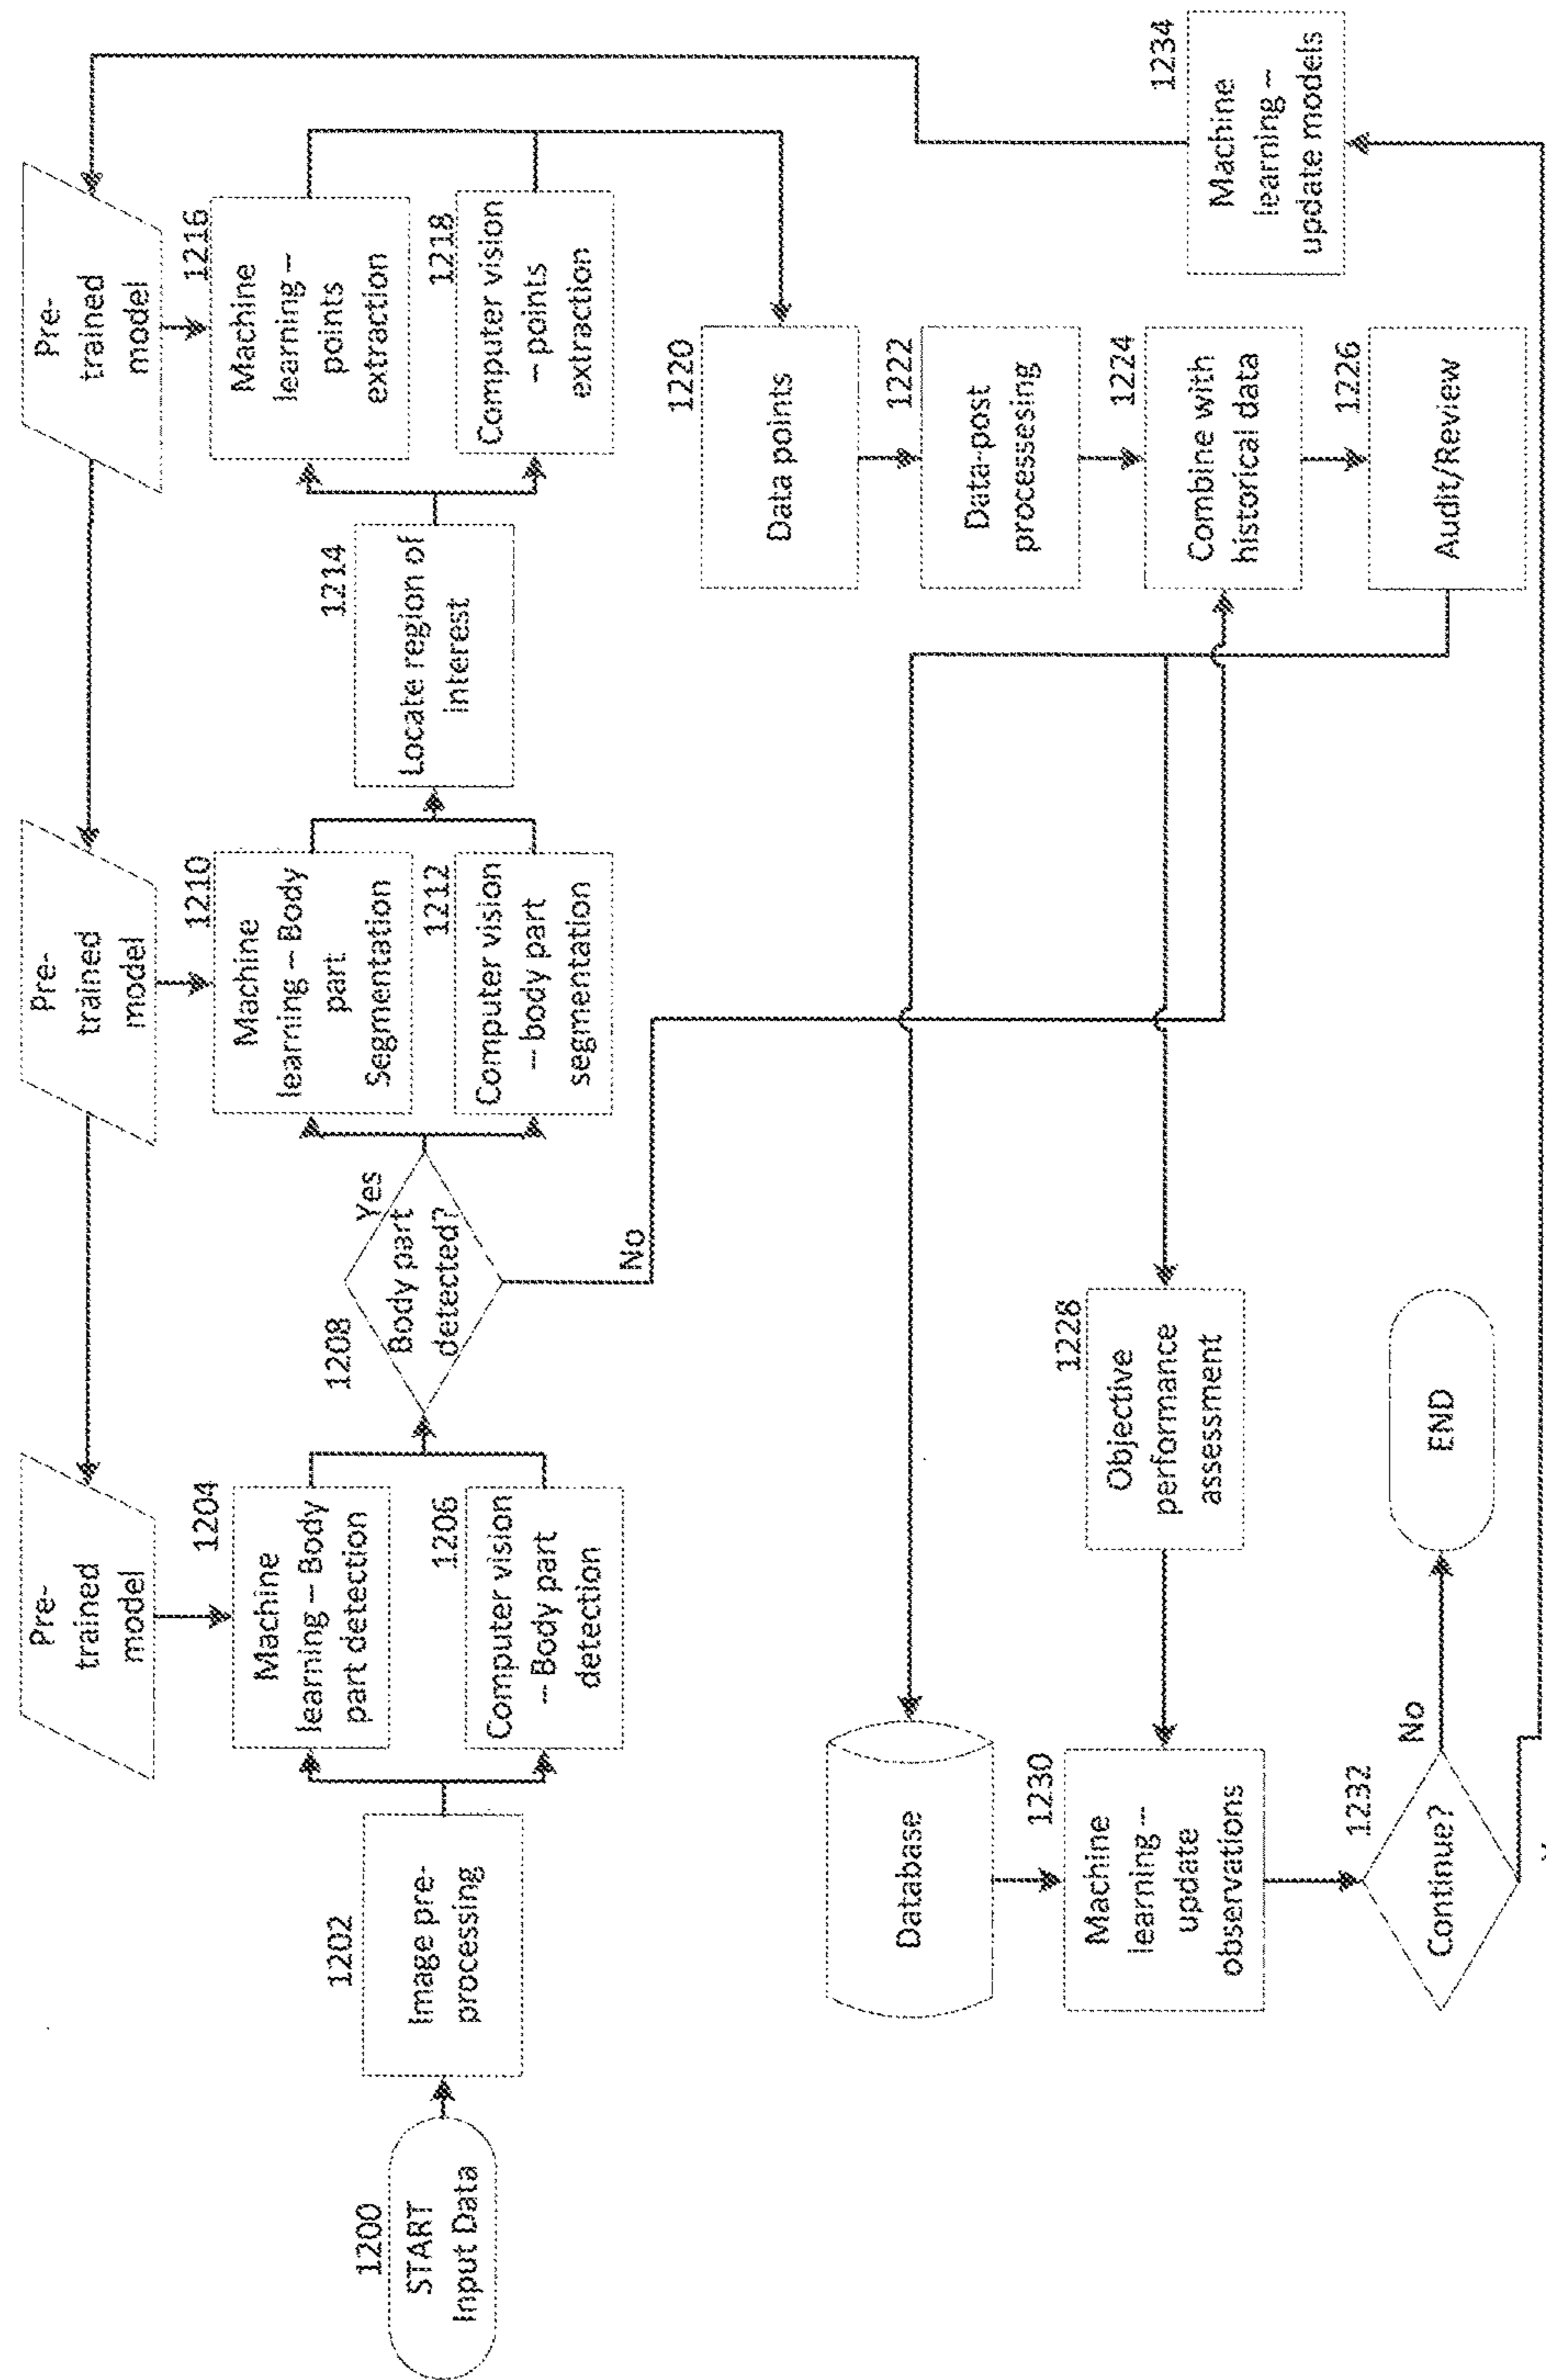 1200
START
Input Data
1202
Image pre-
processing
Pre-
trained
model
1204
Machine
learning – Body
part detection
1206
Computer vision
– Body part
detection
1208
Body part
detected?
Yes
No
Pre-
trained
model
1210
Machine
learning – Body
part
Segmentation
1212
Computer vision
– body part
segmentation
1214
Locate region of
interest
Pre-
trained
model
1216
Machine
learning –
points
extraction
1218
Computer vision
– points
extraction
1220
Data points
1222
Data-post
processesing
1224
Combine with
historical data
1226
Audit/Review
1228
Objective
performance
assessment
Database
1230
Machine
learning –
update
observations
1232
Continue?
No
END
1234
Machine
learning –
update models